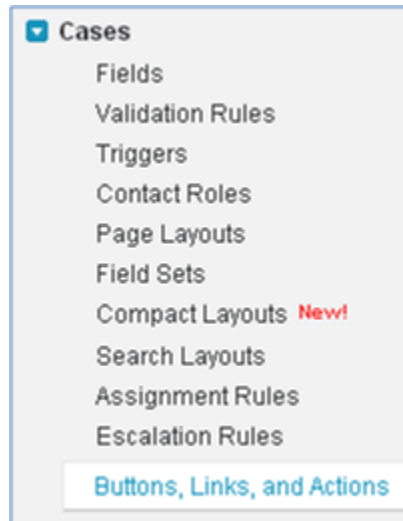 Cases
Fields
Validation Rules
Triggers
Contact Roles
Page Layouts
Field Sets
Compact Layouts New!
Search Layouts
Assignment Rules
Escalation Rules
Buttons, Links, and Actions